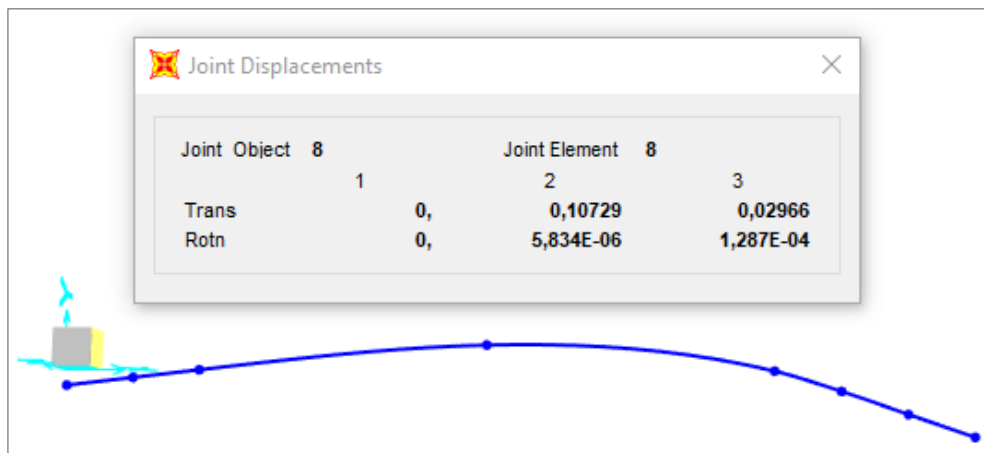 Joint Displacements
Joint Object 8 Joint Element 8
1 2 3
Trans 0, 0,10729 0,02966
Rotn 0, 5,834E-06 1,287E-04
Y